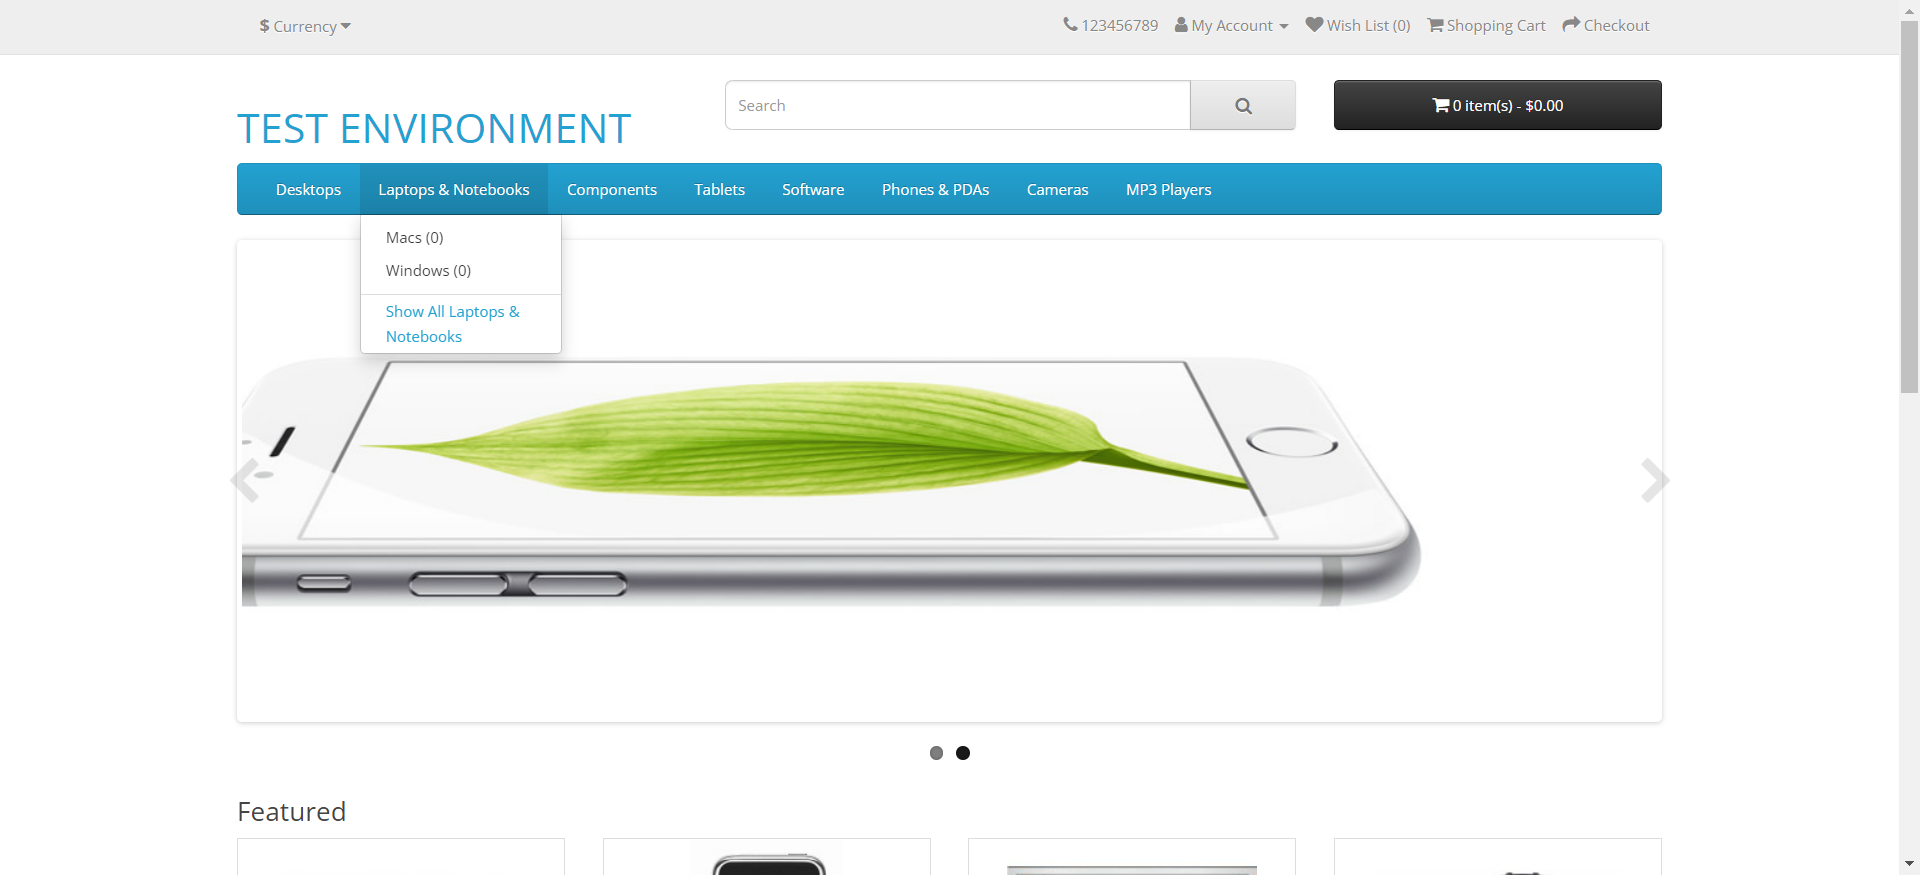 $ Currency
123456789 My Account Wish List (0) Shopping Cart Checkout
Search
0 item(s) - $0.00
TEST ENVIRONMENT
Desktops Laptops & Notebooks Components Tablets Software Phones & PDAs Cameras MP3 Players
Macs (0)
Windows (0)
Show All Laptops &
Notebooks
Featured